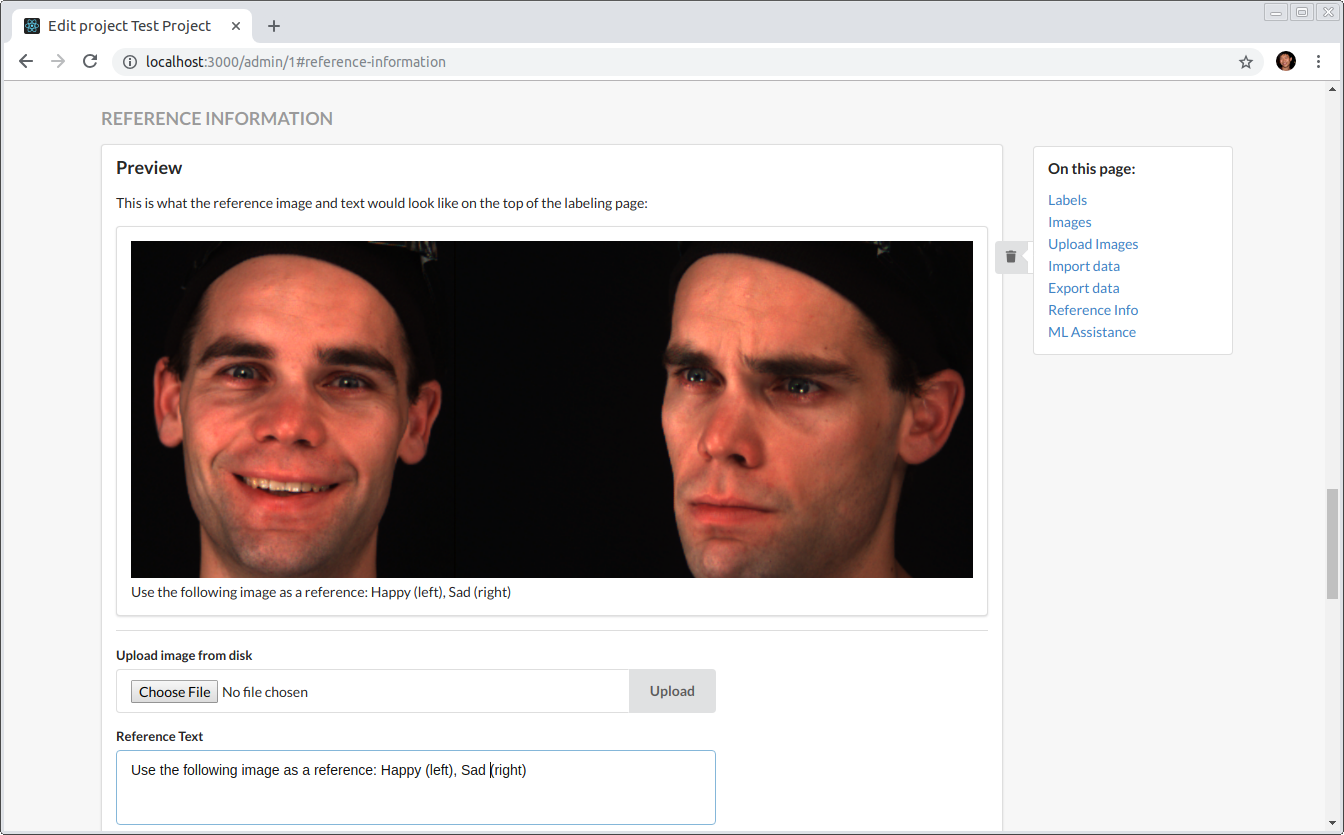 Edit project Test Project
localhost:3000/admin/1#reference-information
REFERENCE INFORMATION
Preview
This is what the reference image and text would look like on the top of the labeling page:
Use the following image as a reference: Happy (left), Sad (right)
Upload image from disk
Choose File No file chosen
Upload
Reference Text
Use the following image as a reference: Happy (left), Sad (right)
On this page:
Labels
Images
Upload Images
Import data
Export data
Reference Info
ML Assistance